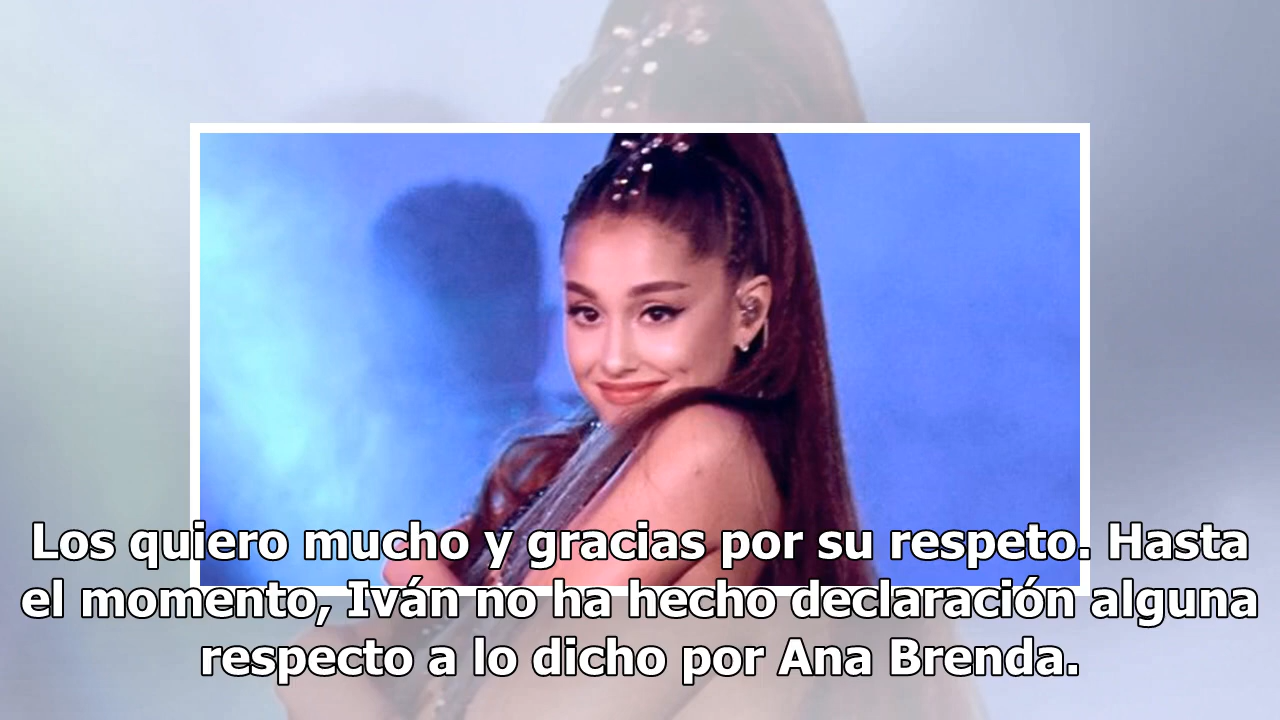 Los quiero mucho y gracias por su respeto. Hasta
el momento, Iván no ha hecho declaración alguna
respecto a lo dicho por Ana Brenda.